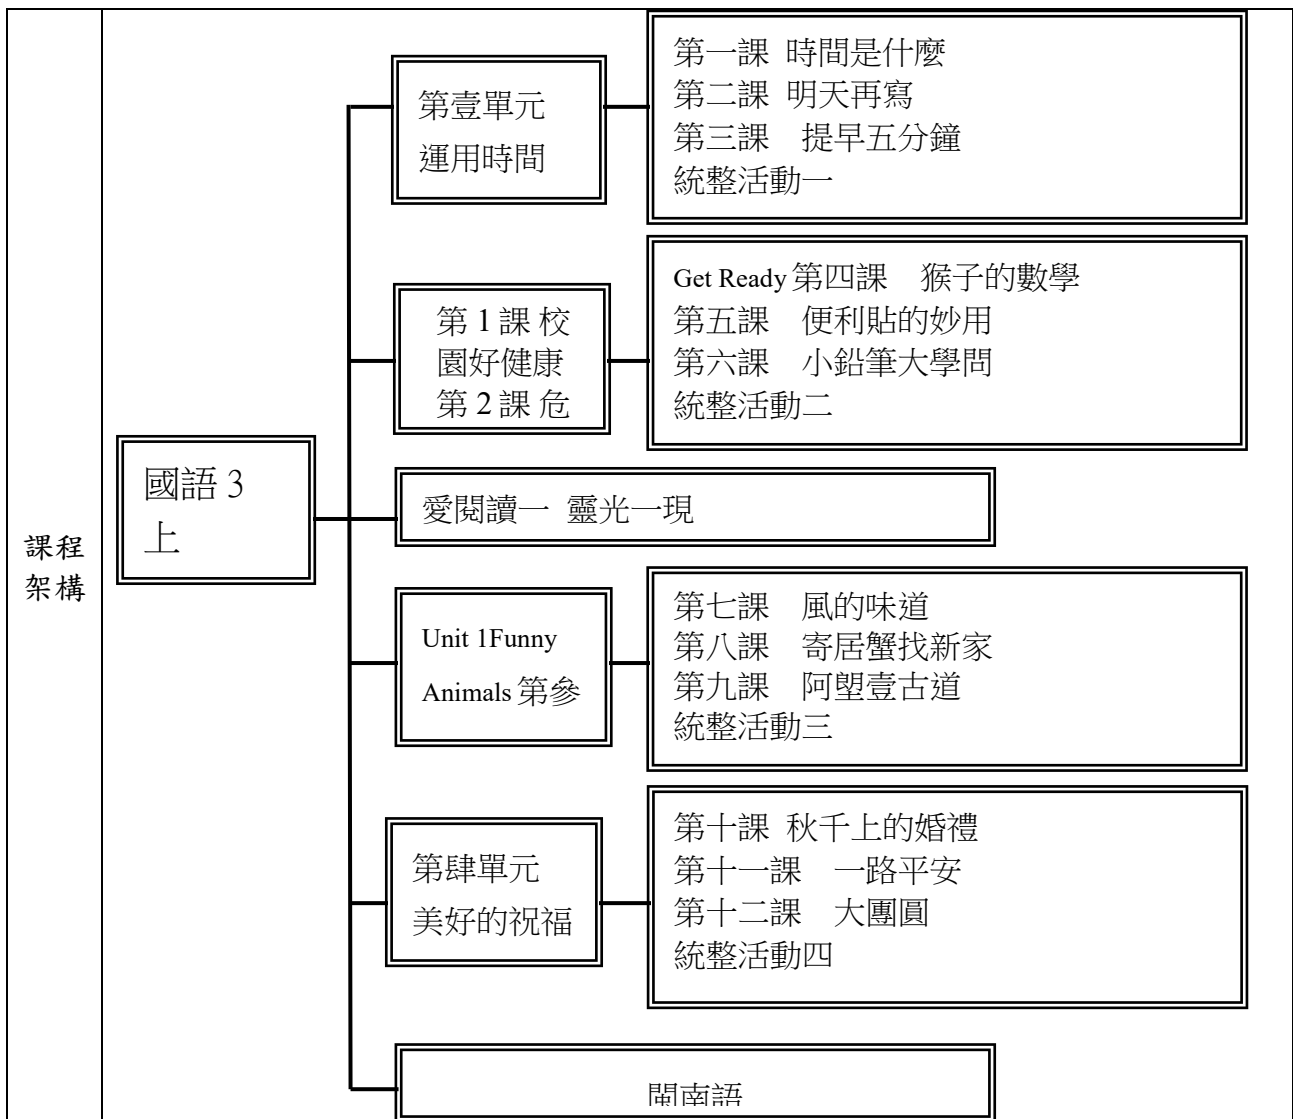 課程
架構
國語 3
上
第壹單元
運用時間
第一課 時間是什麼
第二課 明天再寫
第三課　提早五分鐘
統整活動一
第 1 課 校
園好健康
第 2 課 危
Get Ready 第四課　猴子的數學
第五課　便利貼的妙用
第六課　小鉛筆大學問
統整活動二
愛閱讀一 靈光一現
Unit 1Funny
Animals 第參
第七課　風的味道
第八課　寄居蟹找新家
第九課　阿塱壹古道
統整活動三
第肆單元
美好的祝福
第十課 秋千上的婚禮
第十一課　一路平安
第十二課　大團圓
統整活動四
閩南語